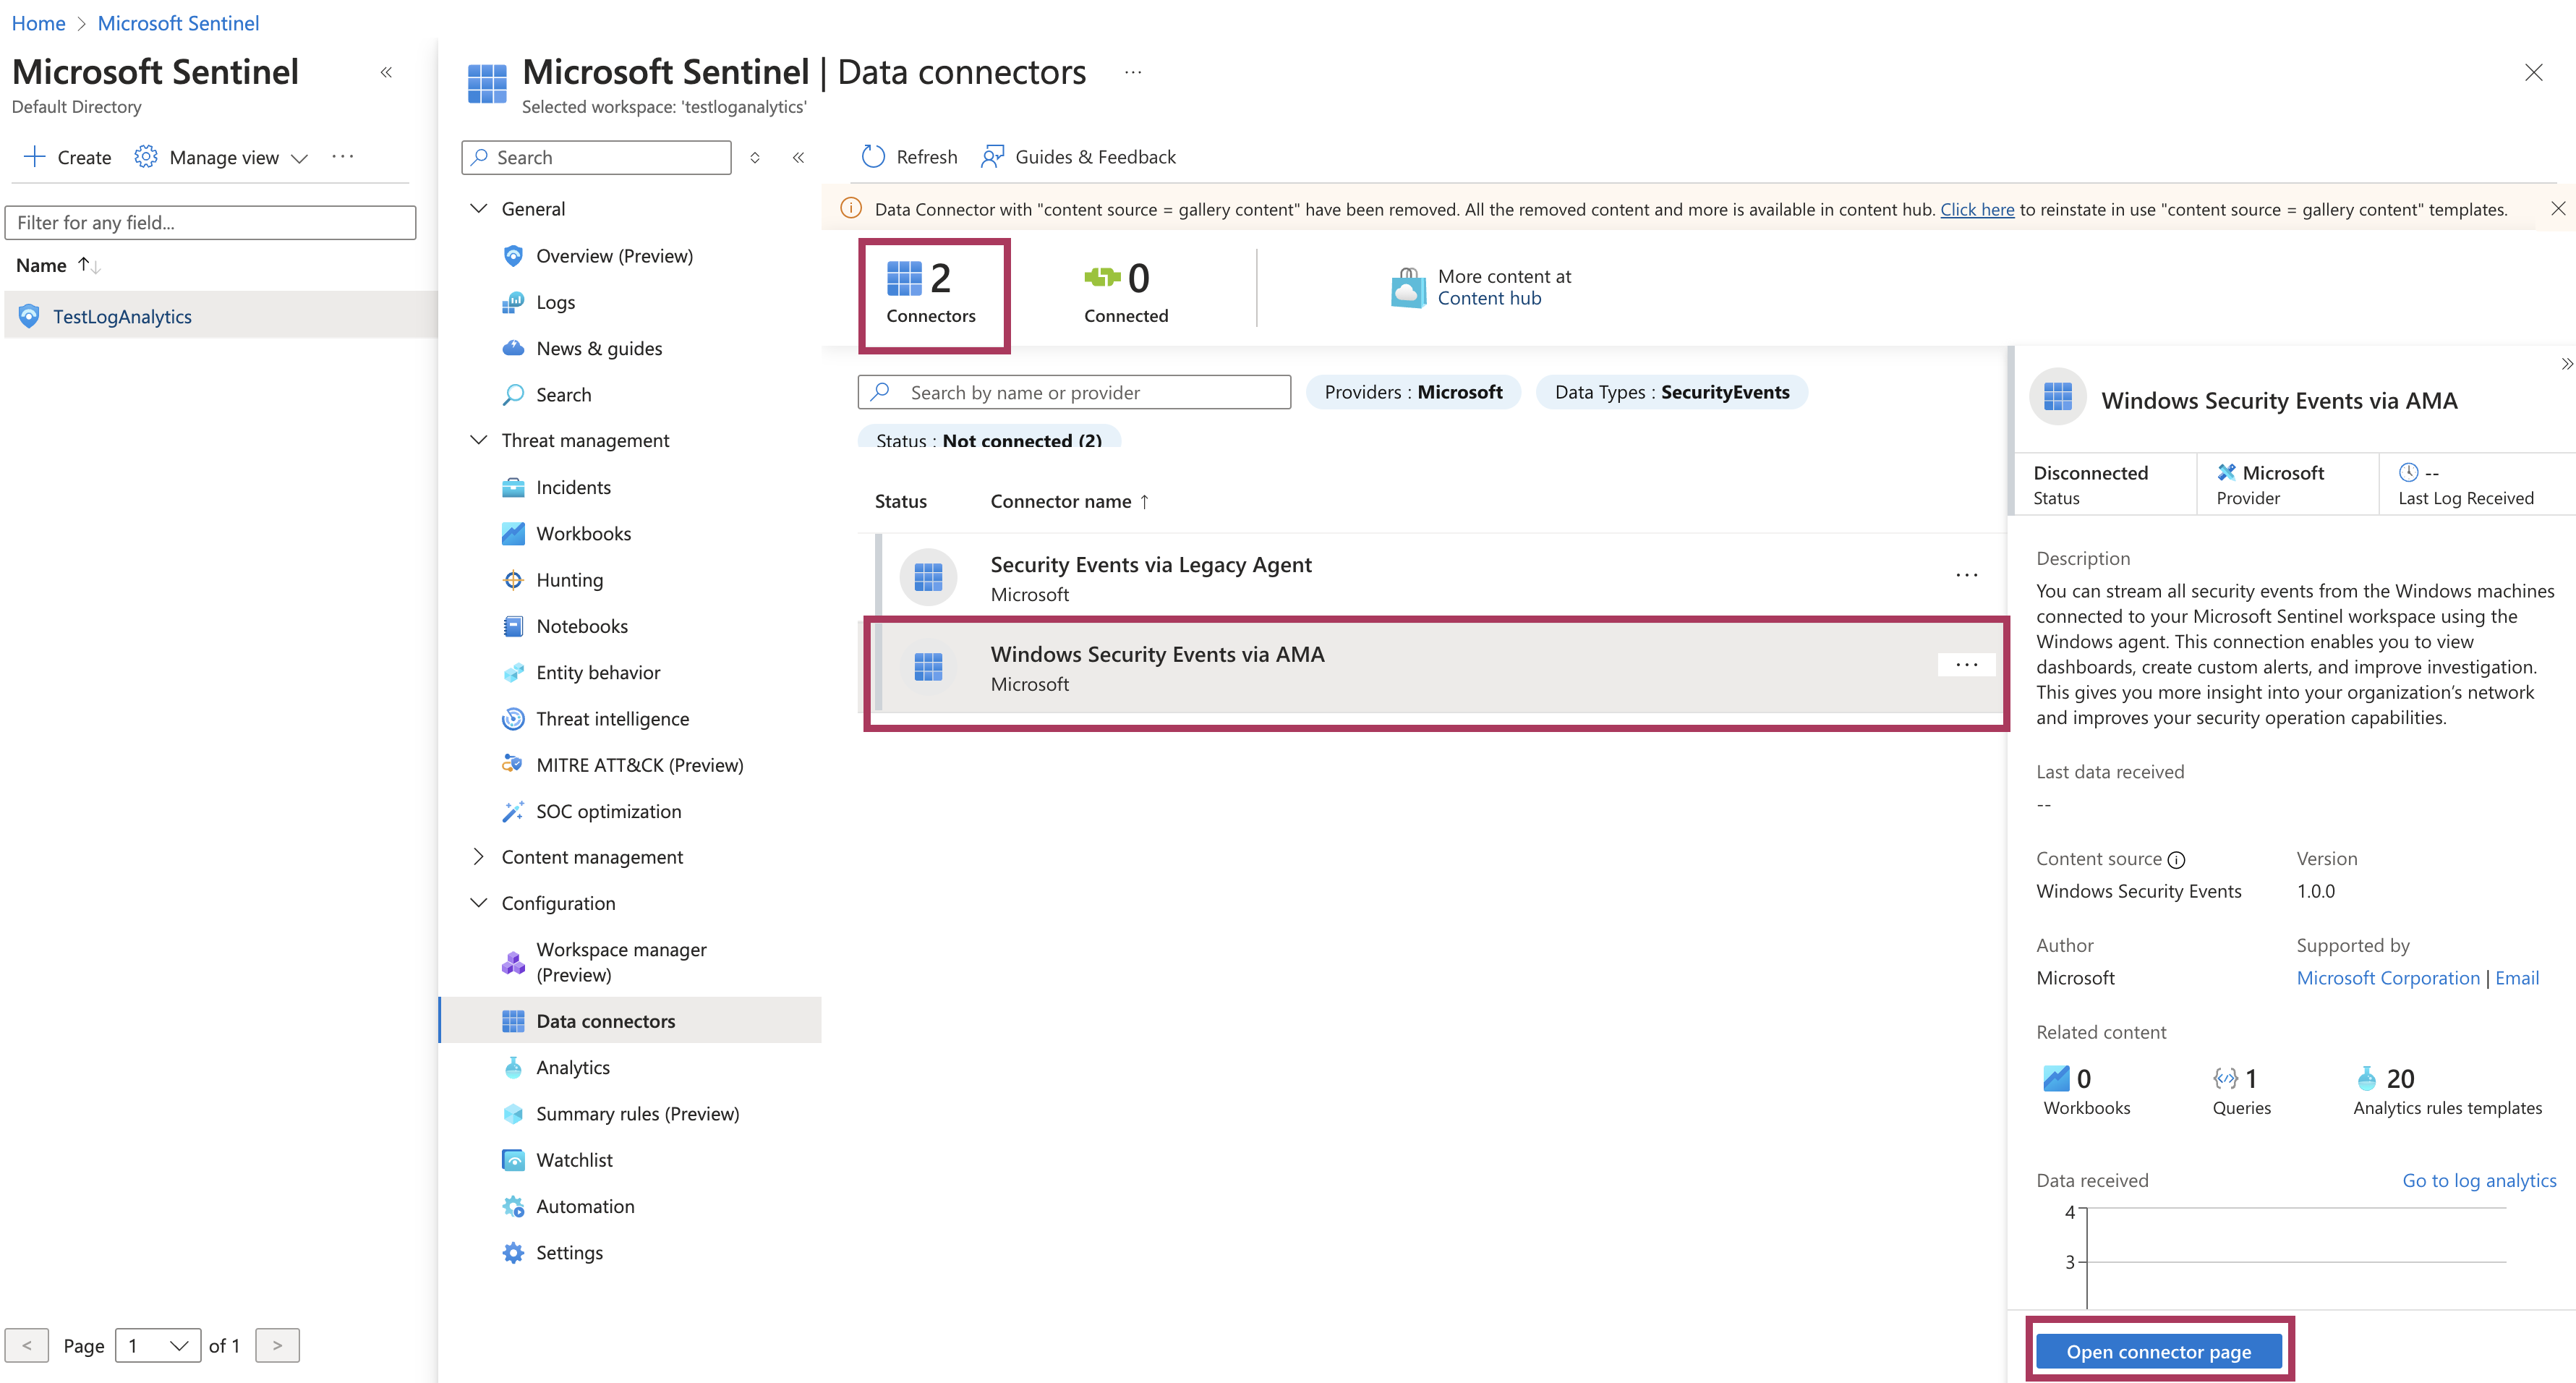 Home > Microsoft Sentinel
Microsoft Sentinel
Default Directory
Create Manage view
Filter for any field...
Name
TestLogAnalytics
< Page 1 of 1 >
Microsoft Sentinel | Data connectors
Selected workspace: 'testloganalytics'
Search
General
Overview (Preview)
Logs
News & guides
Search
Threat management
Incidents
Workbooks
Hunting
Notebooks
Entity behavior
Threat intelligence
MITRE ATT&CK (Preview)
SOC optimization
Content management
Configuration
Workspace manager
(Preview)
Data connectors
Analytics
Summary rules (Preview)
Watchlist
Automation
Settings
Refresh Guides & Feedback
Data Connector with "content source = gallery content" have been removed. All the removed content and more is available in content hub. Click here to reinstate in use "content source = gallery content" templates.
2
Connectors
0
Connected
More content at
Content hub
Search by name or provider
Providers : Microsoft
Data Types : SecurityEvents
Status : Not connected (2)
Status Connector name ↑
Security Events via Legacy Agent
Microsoft
Windows Security Events via AMA
Microsoft
Windows Security Events via AMA
Disconnected
Status
Microsoft
Provider
--
Last Log Received
Description
You can stream all security events from the Windows machines
connected to your Microsoft Sentinel workspace using the
Windows agent. This connection enables you to view
dashboards, create custom alerts, and improve investigation.
This gives you more insight into your organization’s network
and improves your security operation capabilities.
Last data received
--
Content source
Windows Security Events
Version
1.0.0
Author
Microsoft
Supported by
Microsoft Corporation | Email
Related content
0
Workbooks
1
Queries
20
Analytics rules templates
Data received Go to log analytics
4
3
Open connector page